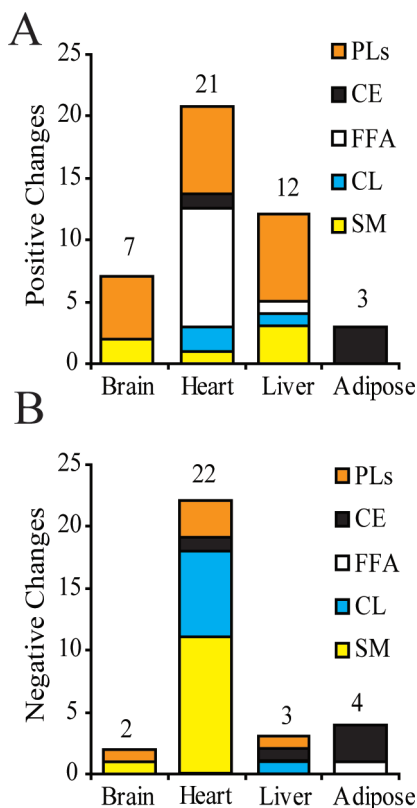 A
Positive Changes
25
20
15
10
5
0
7
21
12
3
PLs
CE
FFA
CL
SM
Brain Heart Liver Adipose
B
Negative Changes
25
20
15
10
5
0
2
22
3
4
PLs
CE
FFA
CL
SM
Brain Heart Liver Adipose